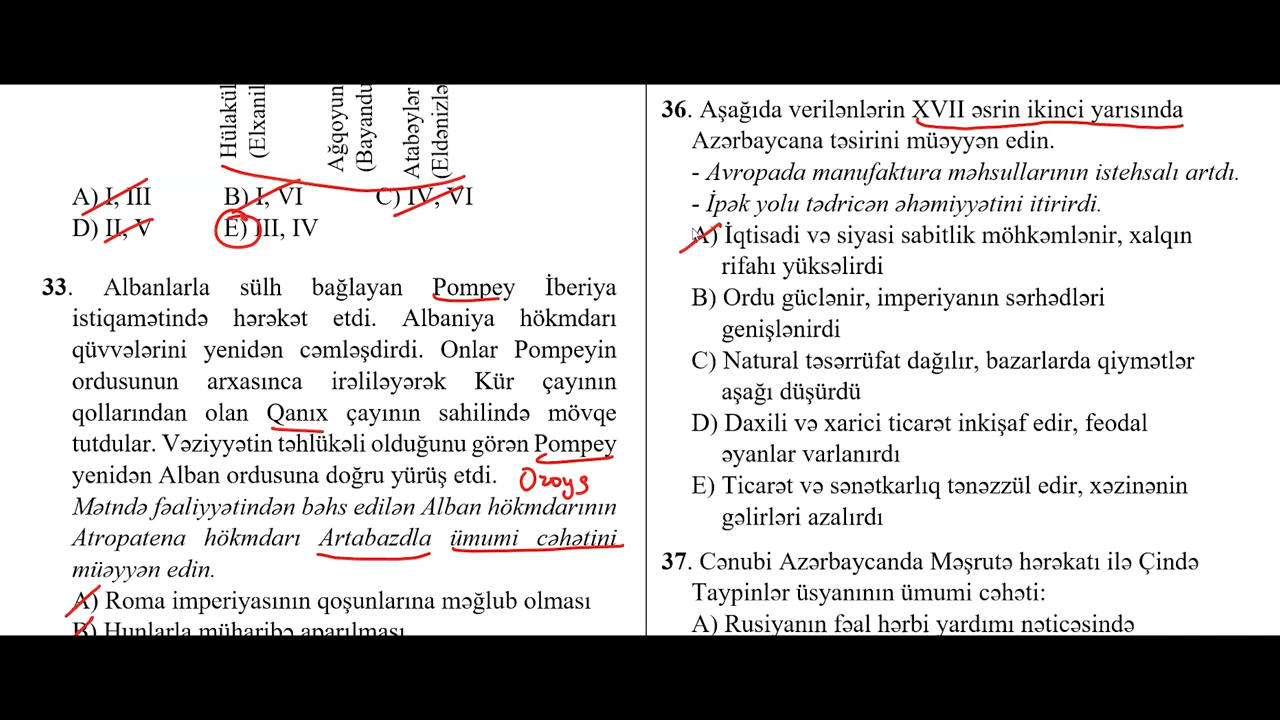 Hülakül
(Elxanil
Ağqoyun
(Bayandu
Atabəylər
(Eldənizlə
A) I, III B) I, VI C) IV, VI
D) II, V E) III, IV
33. Albanlarla sülh bağlayan Pompey İberiya
istiqamətində hərəkət etdi. Albaniya hökmdarı
qüvvələrini yenidən cəmləşdirdi. Onlar Pompeyin
ordusunun arxasınca irəliləyərək Kür çayının
qollarından olan Qanıx çayının sahilində mövqe
tutdular. Vəziyyətin təhlükəli olduğunu görən Pompey
yenidən Alban ordusuna doğru yürüş etdi.
Oroys
Mətndə fəaliyyətindən bəhs edilən Alban hökmdarının
Atropatena hökmdarı Artabazdla ümumi cəhətini
müəyyən edin.
A) Roma imperiyasının qoşunlarına məğlub olması
B) Hunlarla müharibə aparılması
36. Aşağıda verilənlərin XVII əsrin ikinci yarısında
Azərbaycana təsirini müəyyən edin.
- Avropada manufaktura məhsullarının istehsalı artdı.
- İpək yolu tədricən əhəmiyyətini itirirdi.
A) İqtisadi və siyasi sabitlik möhkəmlənir, xalqın
rifahı yüksəlirdi
B) Ordu güclənir, imperiyanın sərhədləri
genişlənirdi
C) Natural təsərrüfat dağılır, bazarlarda qiymətlər
aşağı düşürdü
D) Daxili və xarici ticarət inkişaf edir, feodal
əyanlar varlanırdı
E) Ticarət və sənətkarlıq tənəzzül edir, xəzinənin
gəlirləri azalırdı
37. Cənubi Azərbaycanda Məşrutə hərəkatı ilə Çində
Taypinlər üsyanının ümumi cəhəti:
A) Rusiyanın fəal hərbi yardımı nəticəsində